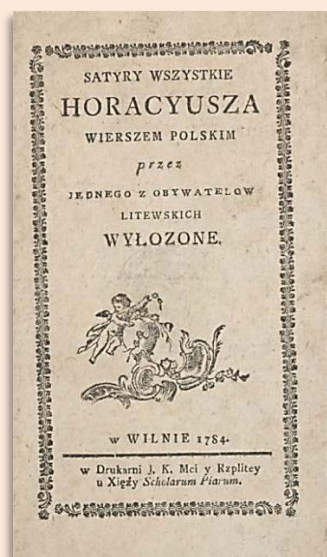 SATYRY WSZYSTKIE
HORACYUSZA
WIERSZEM POLSKIM
przez
JEDNEGO Z OBYWATELOW
LITEWSKICH
WYŁOZONE.
w WILNIE 1784.
w Drukarni J. K. Mci y Rzplitey
u Xięży Scholarum Piarum.